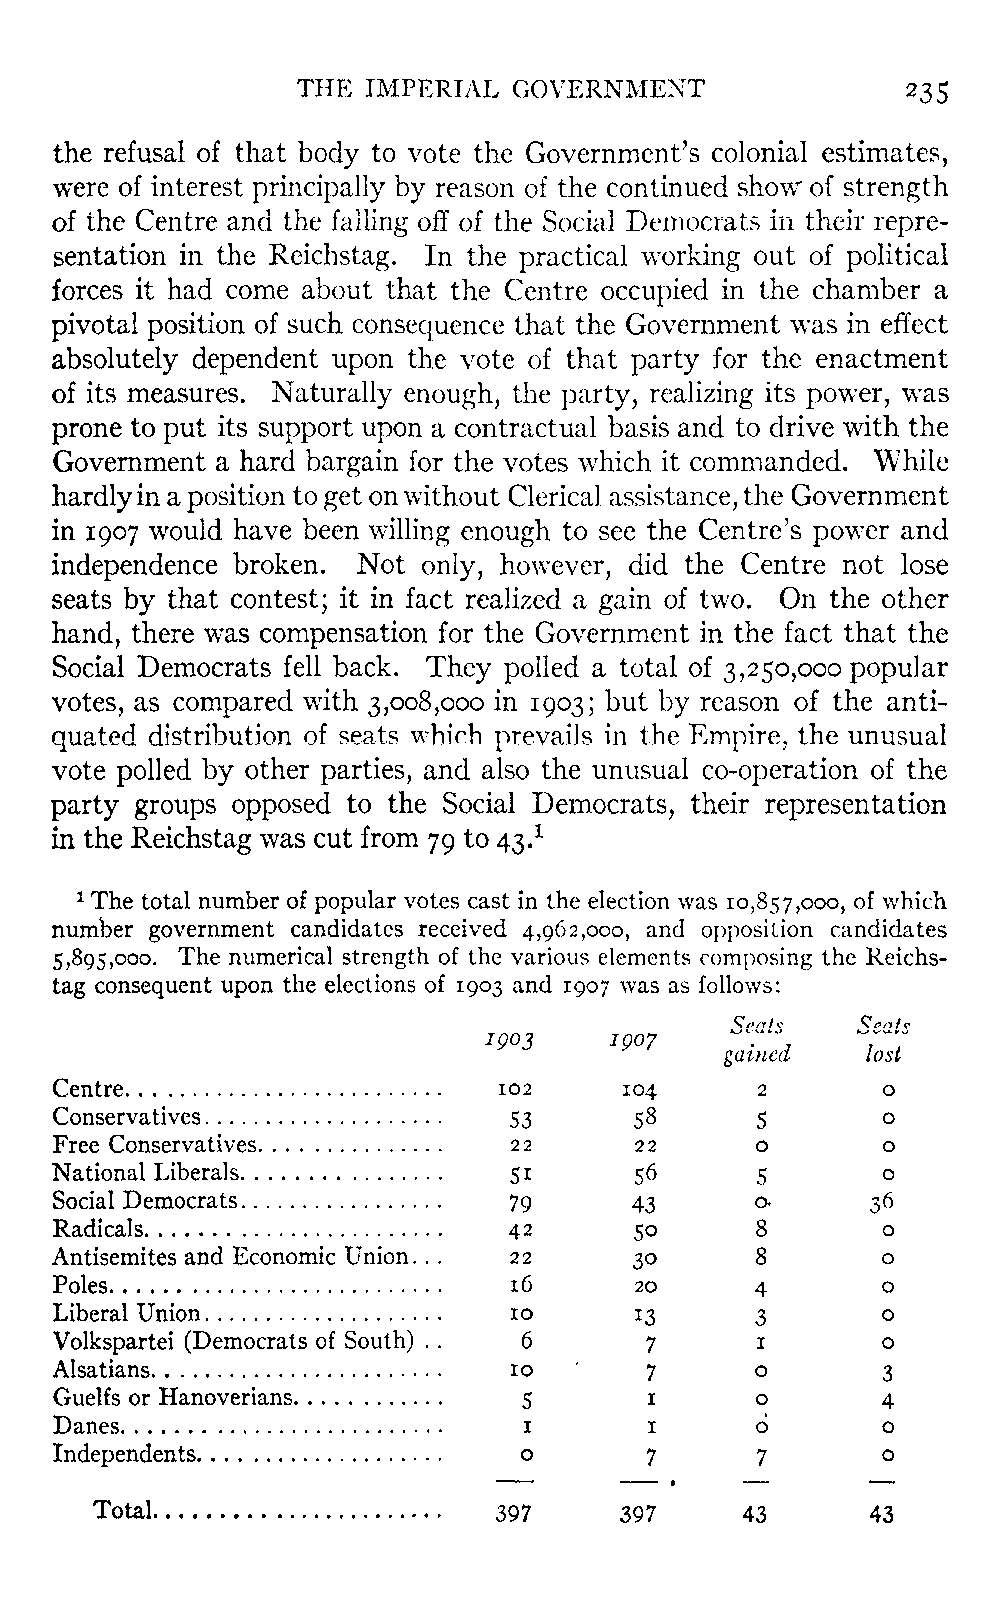 THE IMPERIAL GOVERNMENT 235
the refusal of that body to vote the Government's colonial estimates,
were of interest principally by reason of the continued show of strength
of the Centre and the falling off of the Social Democrats in their repre-
sentation in the Reichstag. In the practical working out of political
forces it had come about that the Centre occupied in the chamber a
pivotal position of such consequence that the Government was in effect
absolutely dependent upon the vote of that party for the enactment
of its measures. Naturally enough, the party, realizing its power, was
prone to put its support upon a contractual basis and to drive with the
Government a hard bargain for the votes which it commanded. While
hardly in a position to get on without Clerical assistance, the Government
in 1907 would have been willing enough to see the Centre's power and
independence broken. Not only, however, did the Centre not lose
seats by that contest; it in fact realized a gain of two. On the other
hand, there was compensation for the Government in the fact that the
Social Democrats fell back. They polled a total of 3,250,000 popular
votes, as compared with 3,008,000 in 1903; but by reason of the anti-
quated distribution of seats which prevails in the Empire, the unusual
vote polled by other parties, and also the unusual co-operation of the
party groups opposed to the Social Democrats, their representation
in the Reichstag was cut from 79 to 43.¹
¹ The total number of popular votes cast in the election was 10,857,000, of which
number government candidates received 4,962,000, and opposition candidates
5,895,000. The numerical strength of the various elements composing the Reichs-
tag consequent upon the elections of 1903 and 1907 was as follows:
1903 1907 Seats gained Seats lost
Centre.......................... 102 104 2 0
Conservatives.................... 53 58 5 0
Free Conservatives................ 22 22 0 0
National Liberals................. 51 56 5 0
Social Democrats................. 79 43 0 36
Radicals......................... 42 50 8 0
Antisemites and Economic Union... 22 30 8 0
Poles............................ 16 20 4 0
Liberal Union.................... 10 13 3 0
Volkspartei (Democrats of South) .. 6 7 1 0
Alsatians........................ 10 7 0 3
Guelfs or Hanoverians............. 5 1 0 4
Danes........................... 1 1 0 0
Independents..................... 0 7 7 0
Total........................ 397 397 43 43